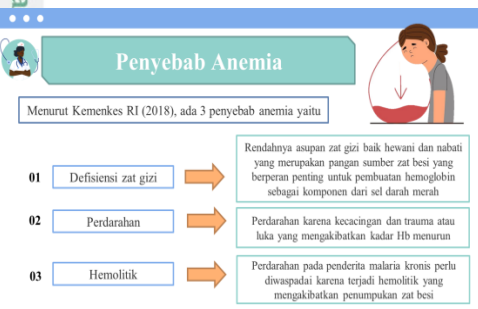 Penyebab Anemia
Menurut Kemenkes RI (2018), ada 3 penyebab anemia yaitu
01 Defisiensi zat gizi
Rendahnya asupan zat gizi baik hewani dan nabati
yang merupakan pangan sumber zat besi yang
berperan penting untuk pembuatan hemoglobin
sebagai komponen dari sel darah merah
02 Perdarahan
Perdarahan karena kecacingan dan trauma atau
luka yang mengakibatkan kadar Hb menurun
03 Hemolitik
Perdarahan pada penderita malaria kronis perlu
diwaspadai karena terjadi hemolitik yang
mengakibatkan penumpukan zat besi